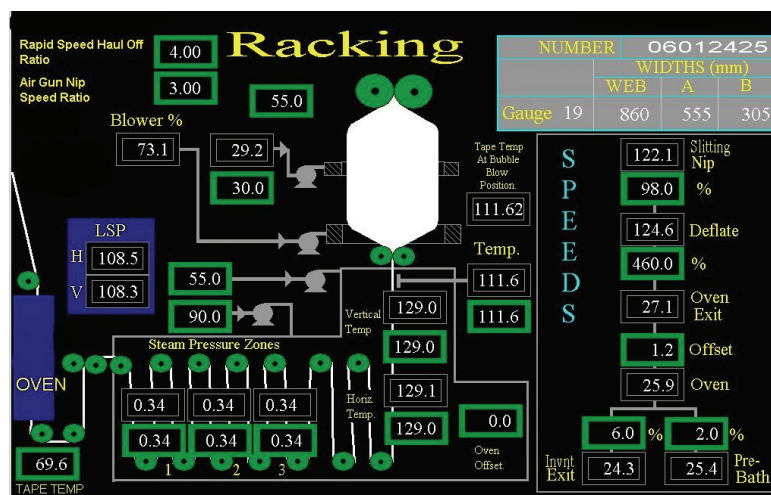 Racking
Rapid Speed Haul Off
Ratio
4.00
Air Gun Nip
Speed Ratio
3.00
55.0
NUMBER 06012425
WIDTHS (mm)
WEB A B
Gauge 19 860 555 305
Blower %
73.1
29.2
30.0
Tape Temp
At Bubble
Blow
Position.
111.62
LSP
H 108.5
V 108.3
55.0
90.0
Temp.
111.6
111.6
Vertical
Temp
129.0
129.0
Steam Pressure Zones
0.34 0.34 0.34
0.34 0.34 0.34
1 2 3
Horiz.
Temp.
129.1
129.0
0.0
Oven
Offset.
OVEN
69.6
TAPE TEMP
SPEEDS
122.1 Slitting
Nip
98.0 %
124.6 Deflate
460.0 %
27.1 Oven
Exit
1.2 Offset
25.9 Oven
6.0 % 2.0 %
Invnt
Exit 24.3 25.4 Pre-
Bath